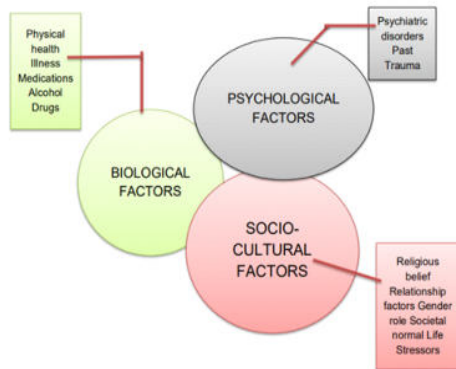 Physical
health
Illness
Medications
Alcohol
Drugs
Psychiatric
disorders
Past
Trauma
PSYCHOLOGICAL
FACTORS
BIOLOGICAL
FACTORS
SOCIO-
CULTURAL
FACTORS
Religious
belief
Relationship
factors Gender
role Societal
normal Life
Stressors